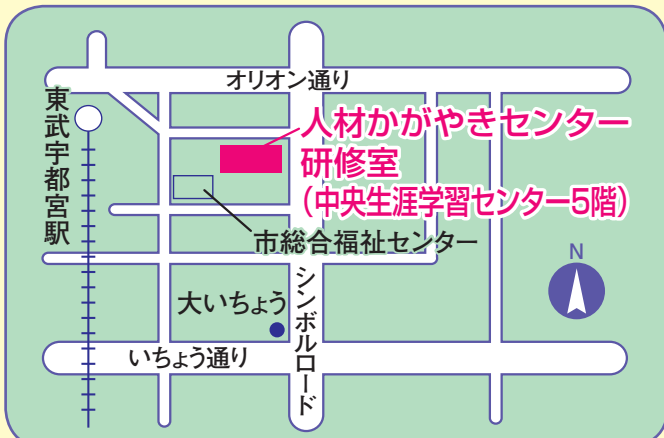 オリオン通り
東武宇都宮駅
人材かがやきセンター
研修室
(中央生涯学習センター5階)
市総合福祉センター
シンボルロード
N
大いちょう
いちょう通り